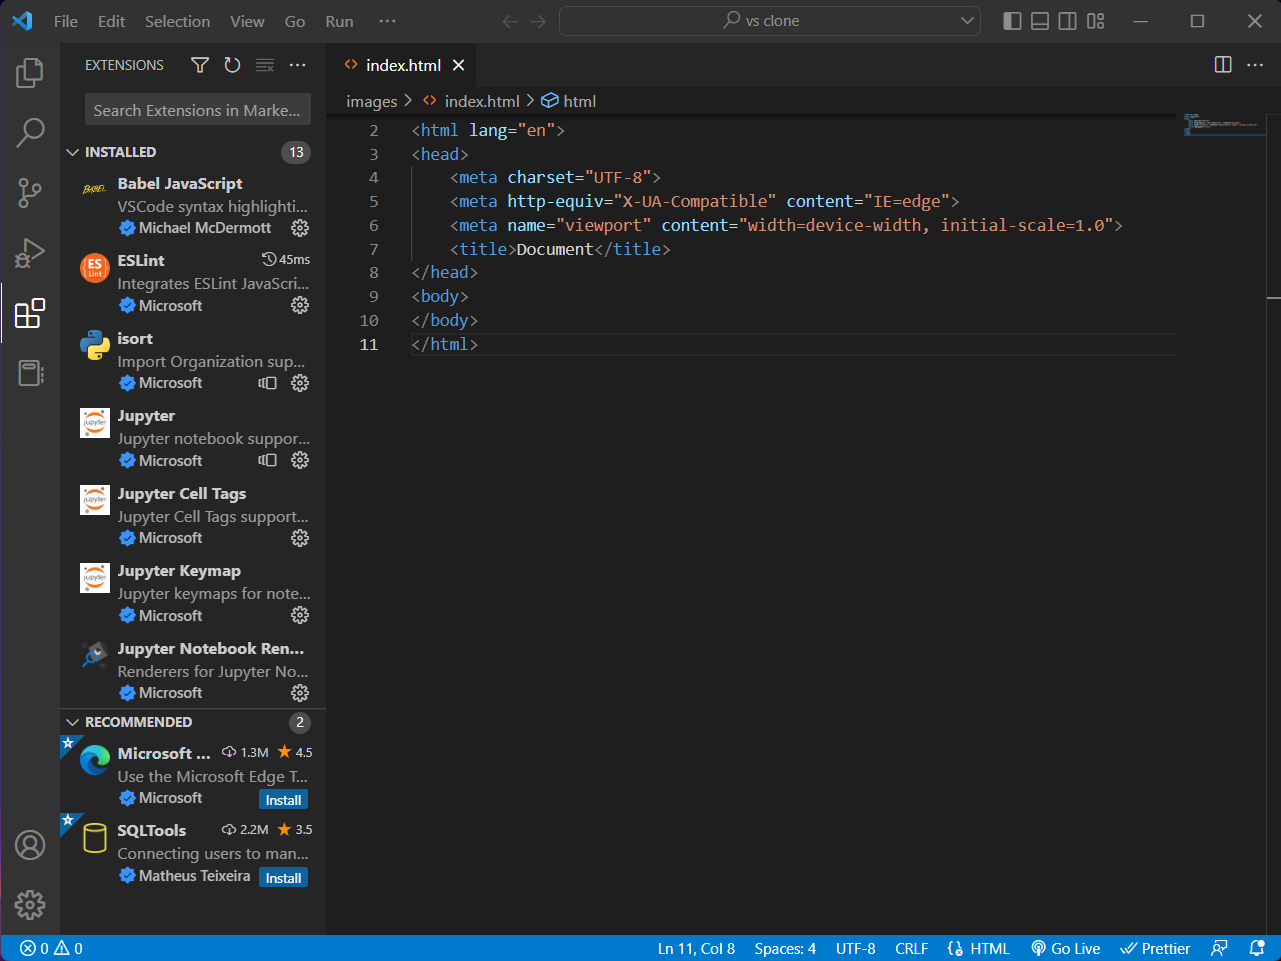 File Edit Selection View Go Run ··· vs clone
EXTENSIONS
Search Extensions in Marke...
INSTALLED 13
BABEL
Babel JavaScript
VSCode syntax highlighti...
Michael McDermott
ES Lint
ESLint 45ms
Integrates ESLint JavaScri...
Microsoft
isort
Import Organization sup...
Microsoft
jupyter
Jupyter
Jupyter notebook suppor...
Microsoft
jupyter
Jupyter Cell Tags
Jupyter Cell Tags support...
Microsoft
jupyter
Jupyter Keymap
Jupyter keymaps for note...
Microsoft
Jupyter Notebook Ren...
Renderers for Jupyter No...
Microsoft
RECOMMENDED 2
Microsoft ... 1.3M 4.5
Use the Microsoft Edge T...
Microsoft Install
SQLTools 2.2M 3.5
Connecting users to man...
Matheus Teixeira Install
index.html
images > index.html > html
2 <html lang="en">
3 <head>
4 <meta charset="UTF-8">
5 <meta http-equiv="X-UA-Compatible" content="IE=edge">
6 <meta name="viewport" content="width=device-width, initial-scale=1.0">
7 <title>Document</title>
8 </head>
9 <body>
10 </body>
11 </html>
0 0 Ln 11, Col 8 Spaces: 4 UTF-8 CRLF {} HTML Go Live Prettier